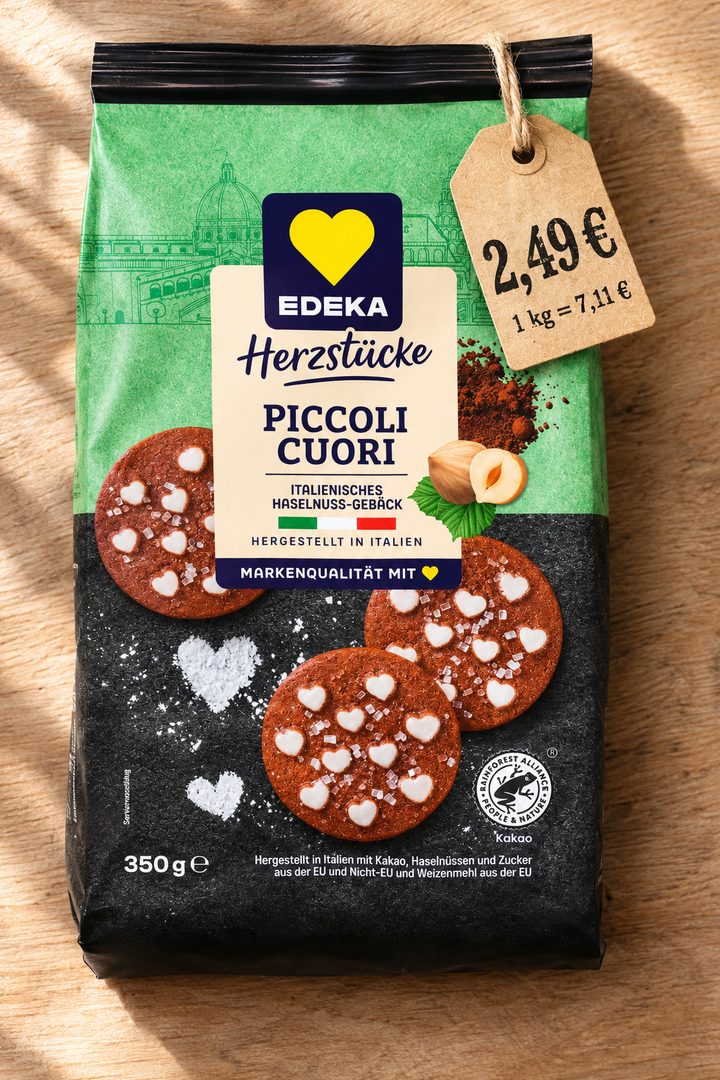 2,49 €
1 kg = 7,11 €
EDEKA
Herzstücke
PICCOLI
CUORI
ITALIENISCHES
HASELNUSS-GEBÄCK
HERGESTELLT IN ITALIEN
MARKENQUALITÄT MIT
RAINFOREST ALLIANCE
PEOPLE & NATURE
®
Kakao
350 g ℮
Hergestellt in Italien mit Kakao, Haselnüssen und Zucker
aus der EU und Nicht-EU und Weizenmehl aus der EU